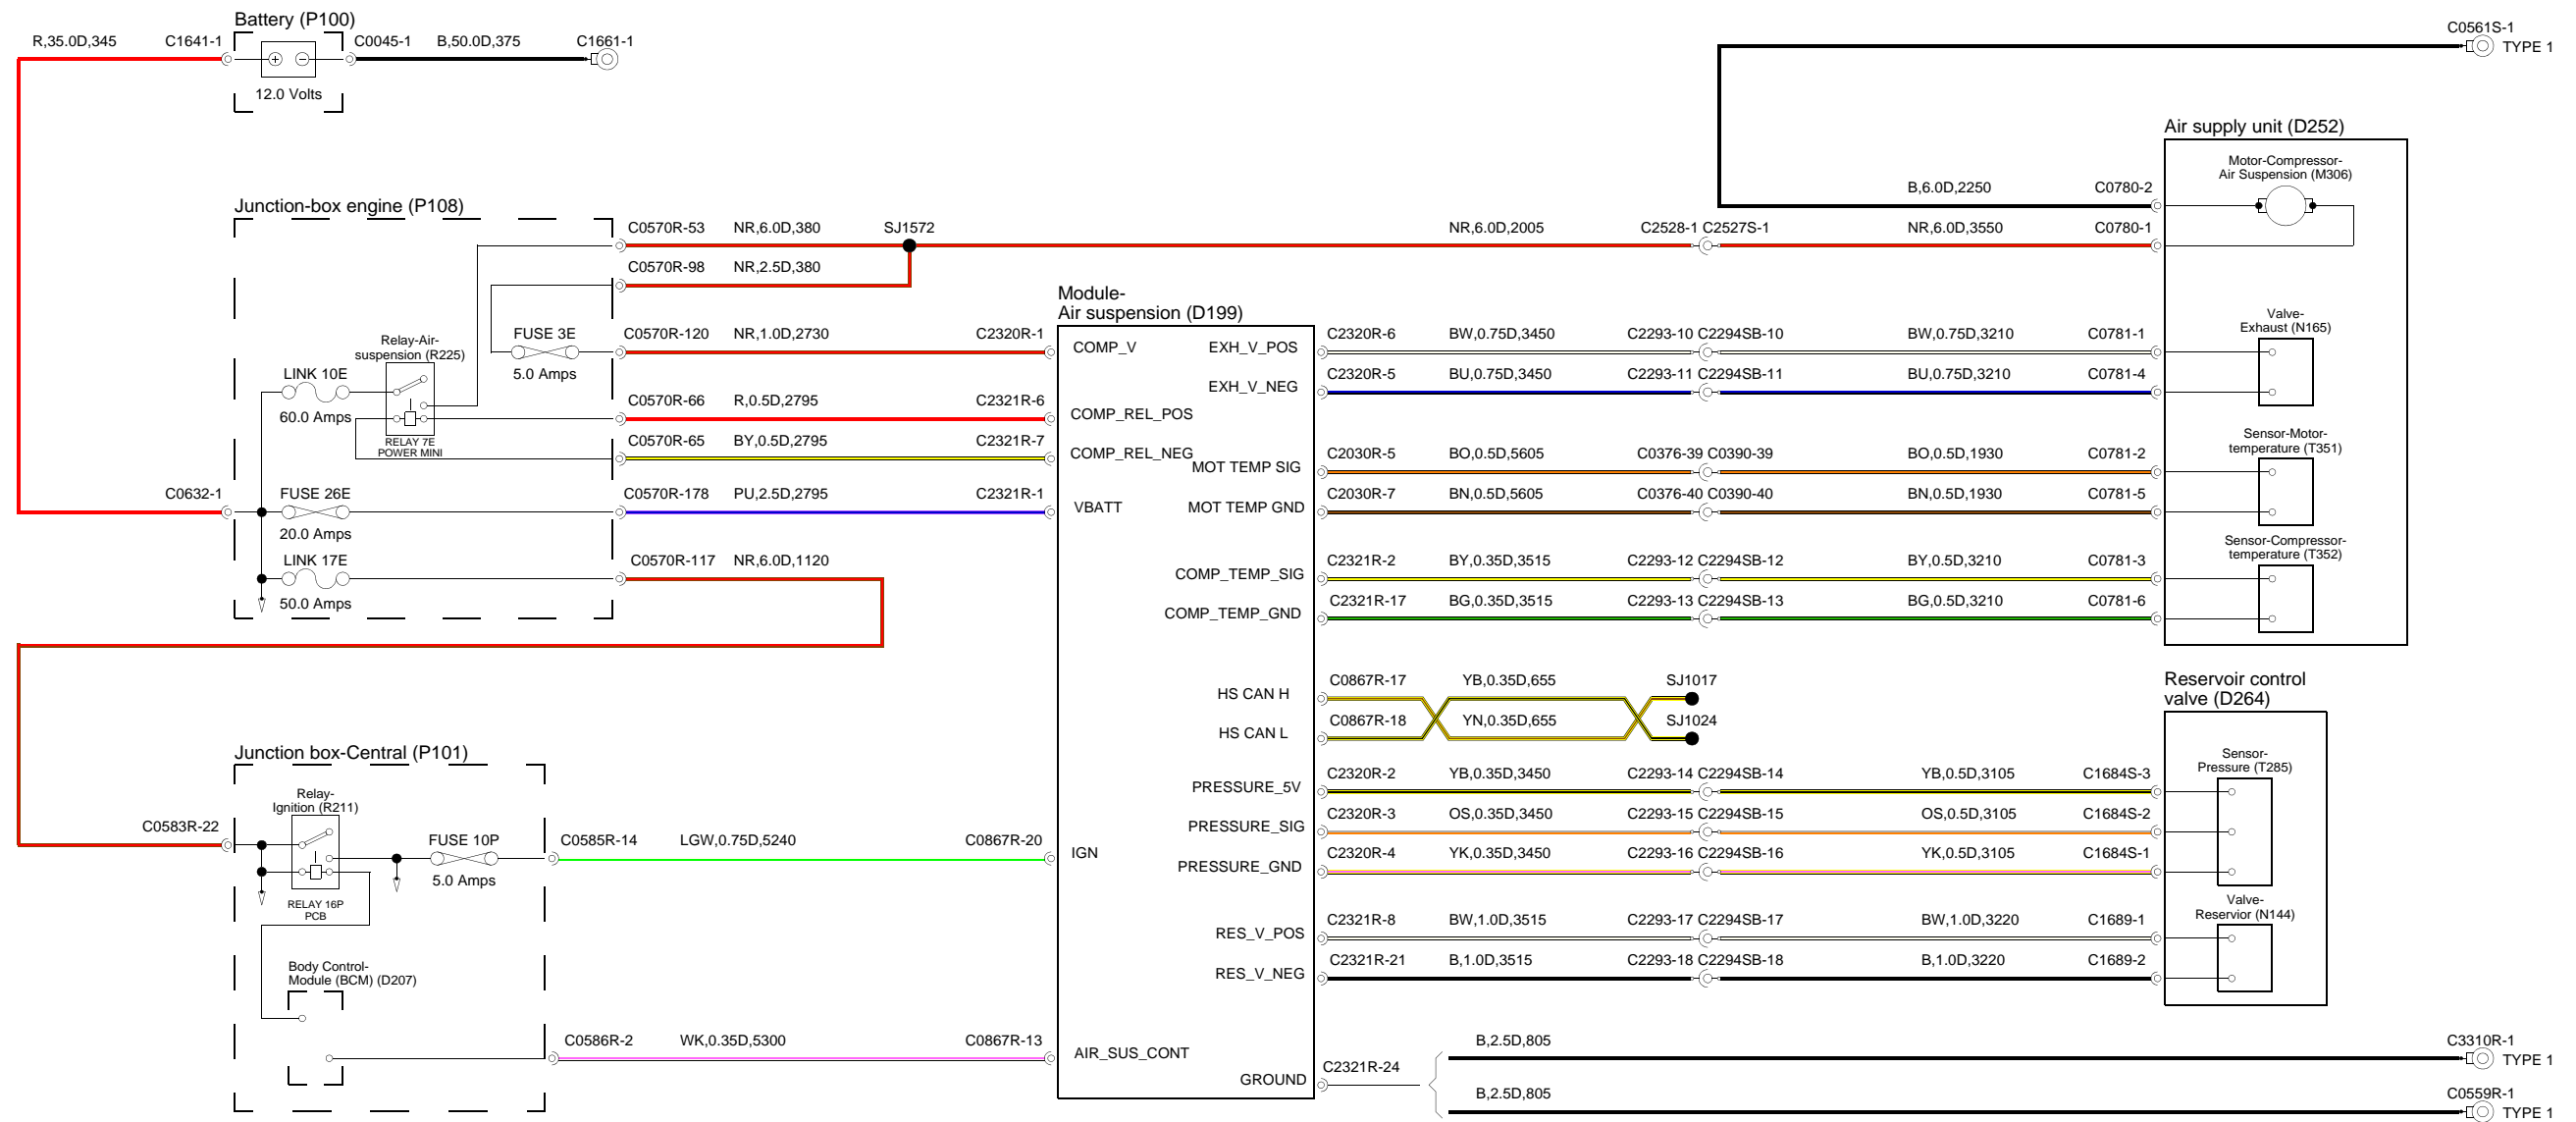 Battery (P100)
R,35.0D,345
C1641-1
C0045-1
B,50.0D,375
C1661-1
12.0 Volts
C0561S-1
TYPE 1
Air supply unit (D252)
Motor-Compressor-
Air Suspension (M306)
B,6.0D,2250
C0780-2
Junction-box engine (P108)
C0570R-53
NR,6.0D,380
SJ1572
NR,6.0D,2005
C2528-1
C2527S-1
NR,6.0D,3550
C0780-1
C0570R-98
NR,2.5D,380
Module-
Air suspension (D199)
Relay-Air-
suspension (R225)
FUSE 3E
5.0 Amps
C0570R-120
NR,1.0D,2730
C2320R-1
COMP_V
EXH_V_POS
C2320R-6
BW,0.75D,3450
C2293-10
C2294SB-10
BW,0.75D,3210
C0781-1
Valve-
Exhaust (N165)
LINK 10E
60.0 Amps
EXH_V_NEG
C2320R-5
BU,0.75D,3450
C2293-11
C2294SB-11
BU,0.75D,3210
C0781-4
C0570R-66
R,0.5D,2795
C2321R-6
COMP_REL_POS
RELAY 7E
POWER MINI
C0570R-65
BY,0.5D,2795
C2321R-7
COMP_REL_NEG
MOT TEMP SIG
C2030R-5
BO,0.5D,5605
C0376-39
C0390-39
BO,0.5D,1930
C0781-2
Sensor-Motor-
temperature (T351)
C0632-1
FUSE 26E
20.0 Amps
C0570R-178
PU,2.5D,2795
C2321R-1
VBATT
MOT TEMP GND
C2030R-7
BN,0.5D,5605
C0376-40
C0390-40
BN,0.5D,1930
C0781-5
LINK 17E
50.0 Amps
C0570R-117
NR,6.0D,1120
COMP_TEMP_SIG
C2321R-2
BY,0.35D,3515
C2293-12
C2294SB-12
BY,0.5D,3210
C0781-3
Sensor-Compressor-
temperature (T352)
COMP_TEMP_GND
C2321R-17
BG,0.35D,3515
C2293-13
C2294SB-13
BG,0.5D,3210
C0781-6
HS CAN H
C0867R-17
YB,0.35D,655
SJ1017
HS CAN L
C0867R-18
YN,0.35D,655
SJ1024
Reservoir control
valve (D264)
Junction box-Central (P101)
Relay-
Ignition (R211)
PRESSURE_5V
C2320R-2
YB,0.35D,3450
C2293-14
C2294SB-14
YB,0.5D,3105
C1684S-3
Sensor-
Pressure (T285)
PRESSURE_SIG
C2320R-3
OS,0.35D,3450
C2293-15
C2294SB-15
OS,0.5D,3105
C1684S-2
C0583R-22
FUSE 10P
5.0 Amps
C0585R-14
LGW,0.75D,5240
C0867R-20
IGN
PRESSURE_GND
C2320R-4
YK,0.35D,3450
C2293-16
C2294SB-16
YK,0.5D,3105
C1684S-1
RELAY 16P
PCB
RES_V_POS
C2321R-8
BW,1.0D,3515
C2293-17
C2294SB-17
BW,1.0D,3220
C1689-1
Valve-
Reservior (N144)
RES_V_NEG
C2321R-21
B,1.0D,3515
C2293-18
C2294SB-18
B,1.0D,3220
C1689-2
Body Control-
Module (BCM) (D207)
C0586R-2
WK,0.35D,5300
C0867R-13
AIR_SUS_CONT
GROUND
C2321R-24
B,2.5D,805
C3310R-1
TYPE 1
B,2.5D,805
C0559R-1
TYPE 1